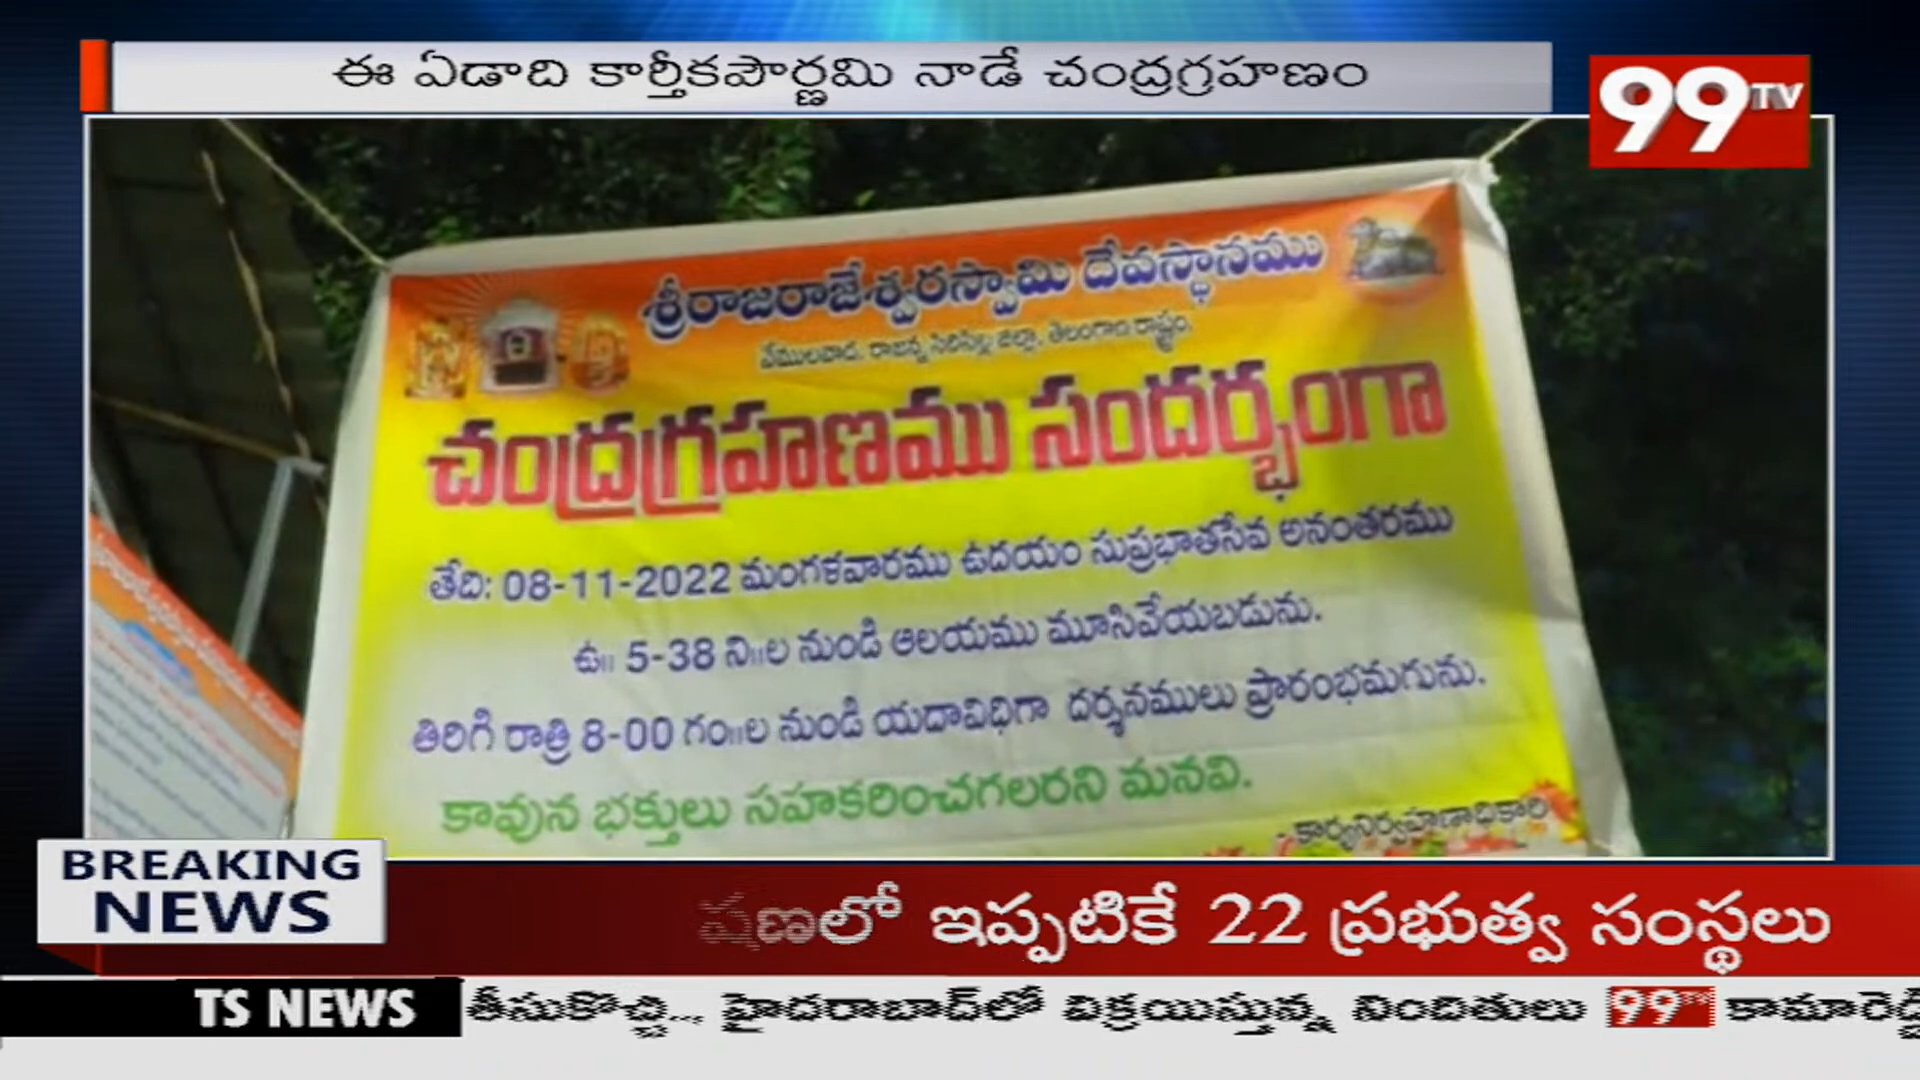 ఈ ఏడాది కార్తీకపౌర్ణమి నాడే చంద్రగ్రహణం
99TV
శ్రీరాజరాజేశ్వరస్వామి దేవస్థానము
వేములవాడ, రాజన్న సిరిసిల్ల జిల్లా, తెలంగాణ రాష్ట్రం.
చంద్రగ్రహణము సందర్భంగా
తేది: 08-11-2022 మంగళవారము ఉదయం సుప్రభాతసేవ అనంతరము
ఉ॥ 5-38 ని॥ల నుండి ఆలయము మూసివేయబడును.
తిరిగి రాత్రి 8-00 గం॥ల నుండి యదావిధిగా దర్శనములు ప్రారంభమగును.
కావున భక్తులు సహకరించగలరని మనవి.
- కార్యనిర్వహణాధికారి
BREAKING
NEWS
షణలో ఇప్పటికే 22 ప్రభుత్వ సంస్థలు
TS NEWS తీసుకొచ్చి... హైదరాబాద్‌లో విక్రయిస్తున్న నిందితులు 99TV కామారెడ్డి